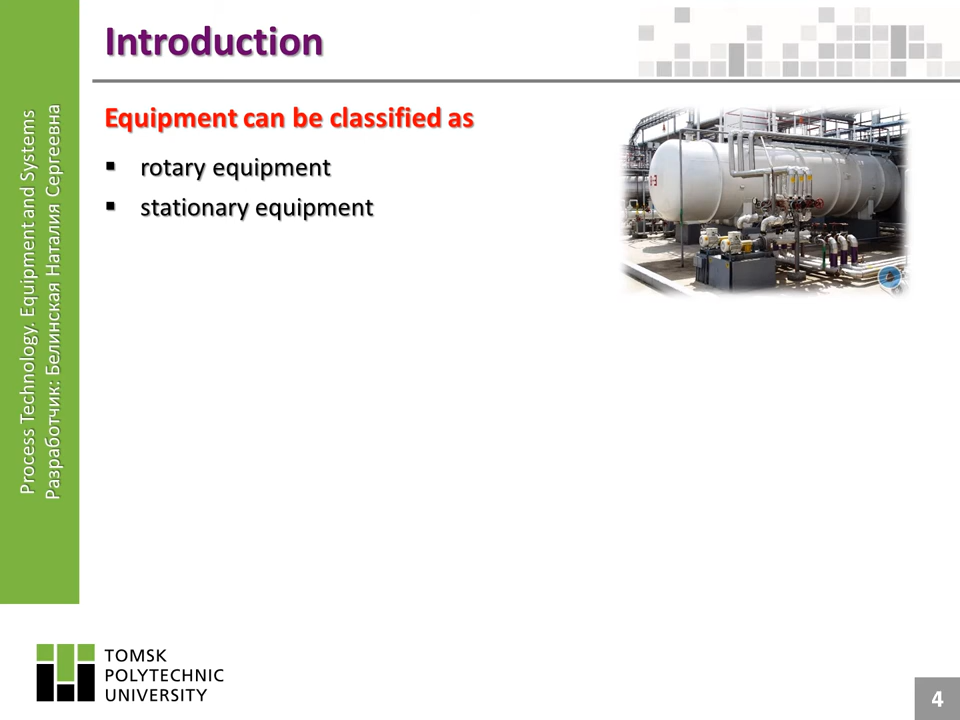 Introduction
Equipment can be classified as
▪ rotary equipment
▪ stationary equipment
Process Technology. Equipment and Systems
Разработчик: Белинская Наталия Сергеевна
TOMSK
POLYTECHNIC
UNIVERSITY
4